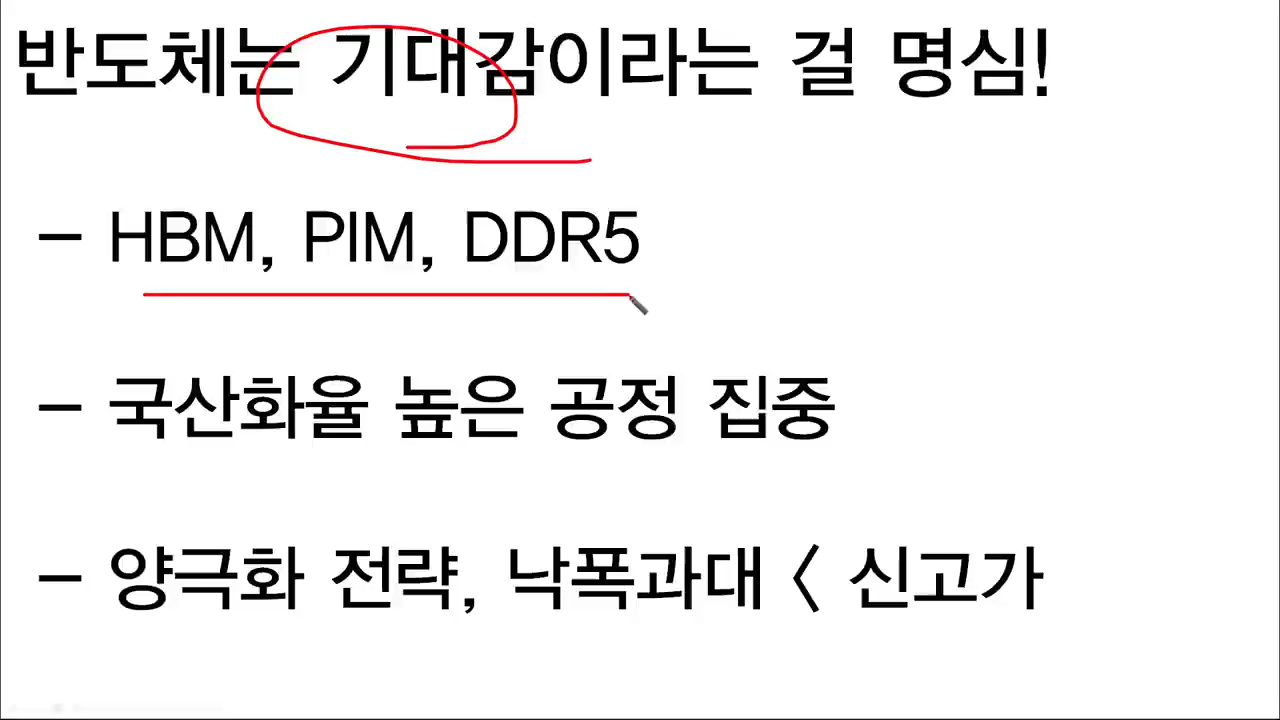 반도체는 기대감이라는 걸 명심!
- HBM, PIM, DDR5
- 국산화율 높은 공정 집중
- 양극화 전략, 낙폭과대 < 신고가